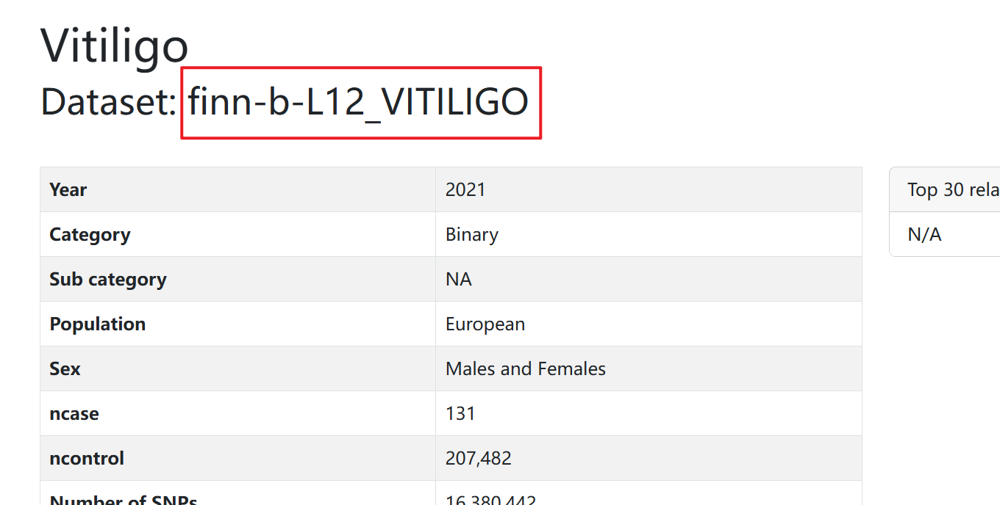 Vitiligo
Dataset: finn-b-L12_VITILIGO
Year 2021
Top 30 rela
Category Binary
N/A
Sub category NA
Population European
Sex Males and Females
ncase 131
ncontrol 207,482
Number of SNPs 16,380,442